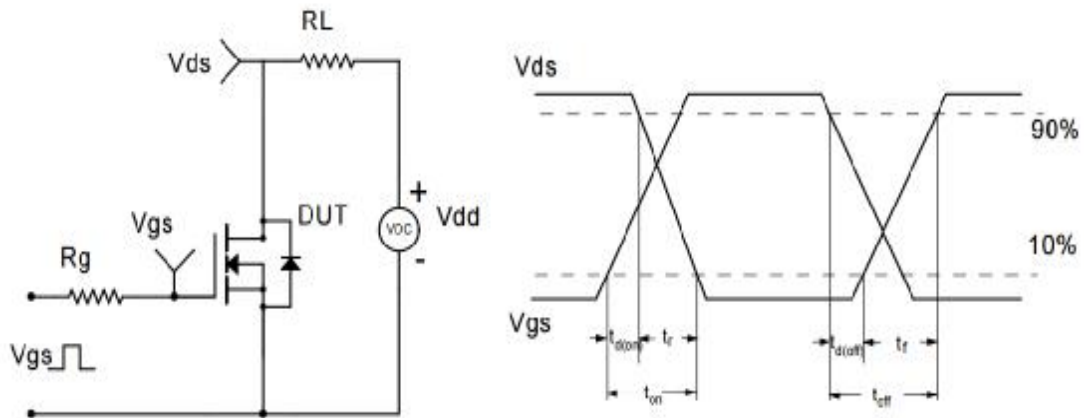 RL
Vds
+
Vdd
-
VDC
DUT
Vgs
Rg
Vgs
Vds
90%
10%
Vgs
td(on)
tr
td(off)
tf
ton
toff